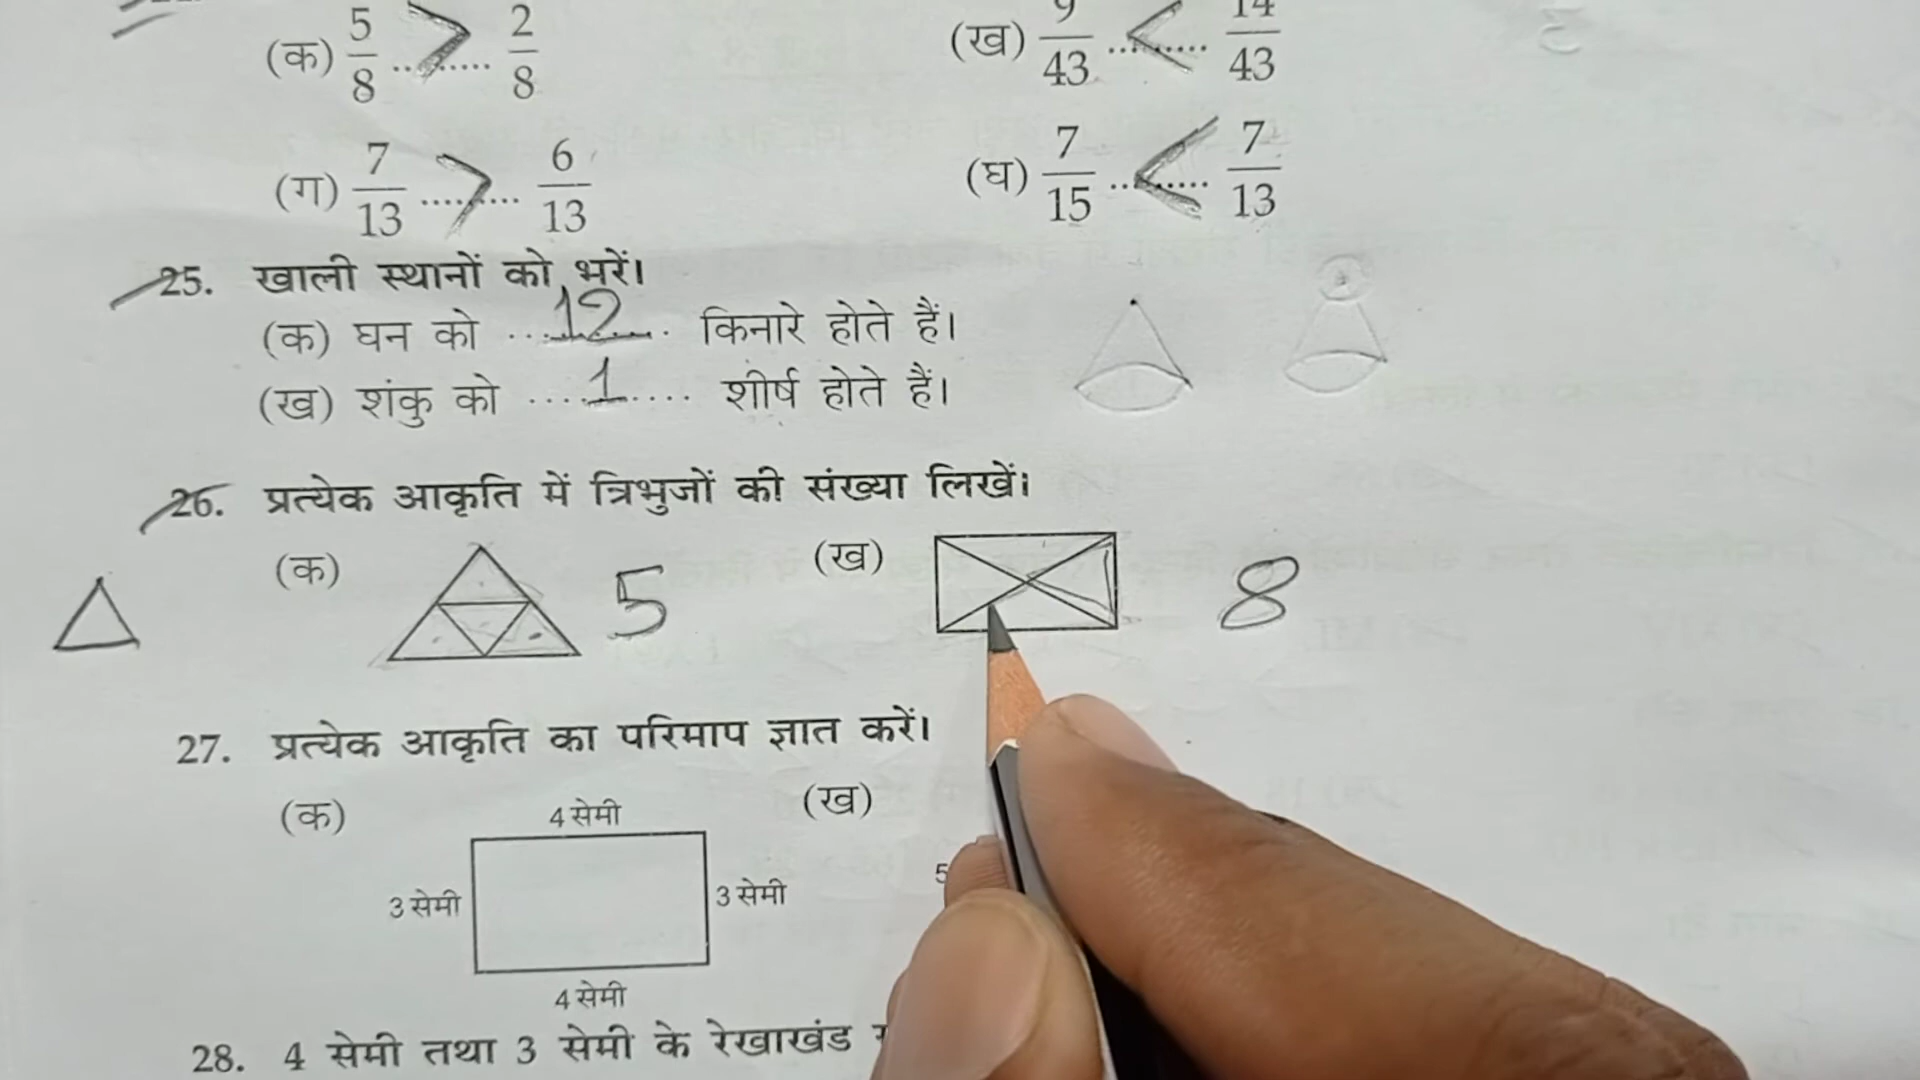 (क) 5/8 ....>.... 2/8 (ख) 9/43 ....<.... 14/43
(ग) 7/13 ....>.... 6/13 (घ) 7/15 ....<.... 7/13
25. खाली स्थानों को भरें।
(क) घन को ....12.... किनारे होते हैं।
(ख) शंकु को ....1.... शीर्ष होते हैं।
26. प्रत्येक आकृति में त्रिभुजों की संख्या लिखें।
(क) 5 (ख) 8
27. प्रत्येक आकृति का परिमाप ज्ञात करें।
(क) (ख)
4 सेमी
3 सेमी 3 सेमी 5
4 सेमी
28. 4 सेमी तथा 3 सेमी के रेखाखंड